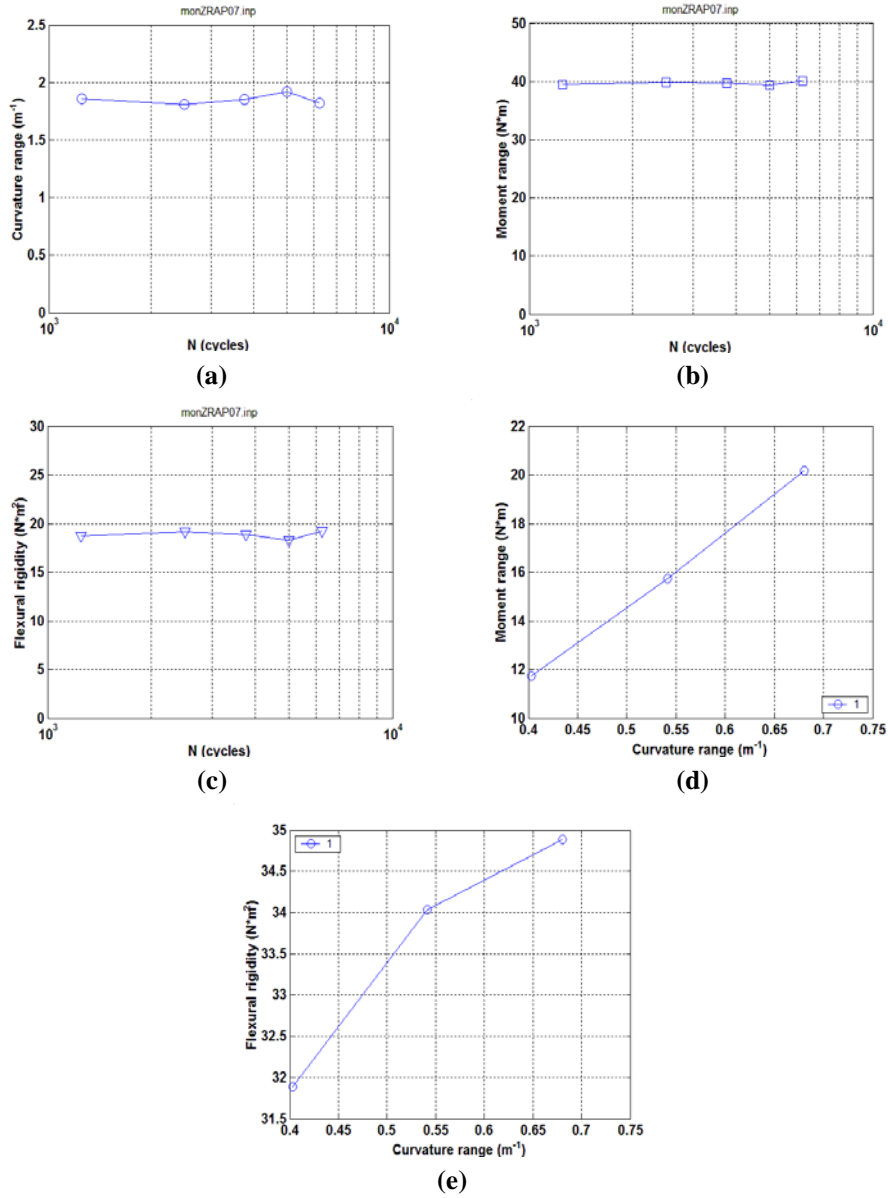 monZRAP07.inp
Curvature range (m⁻¹)
2.5
2
1.5
1
0.5
0
10³
10⁴
N (cycles)
(a)
monZRAP07.inp
Moment range (N*m)
50
40
30
20
10
0
10³
10⁴
N (cycles)
(b)
monZRAP07.inp
Flexural rigidity (N*m²)
30
25
20
15
10
5
0
10³
10⁴
N (cycles)
(c)
Moment range (N*m)
22
20
18
16
14
12
10
0.4 0.45 0.5 0.55 0.6 0.65 0.7 0.75
Curvature range (m⁻¹)
1
(d)
Flexural rigidity (N*m²)
1
35
34.5
34
33.5
33
32.5
32
31.5
0.4 0.45 0.5 0.55 0.6 0.65 0.7 0.75
Curvature range (m⁻¹)
(e)